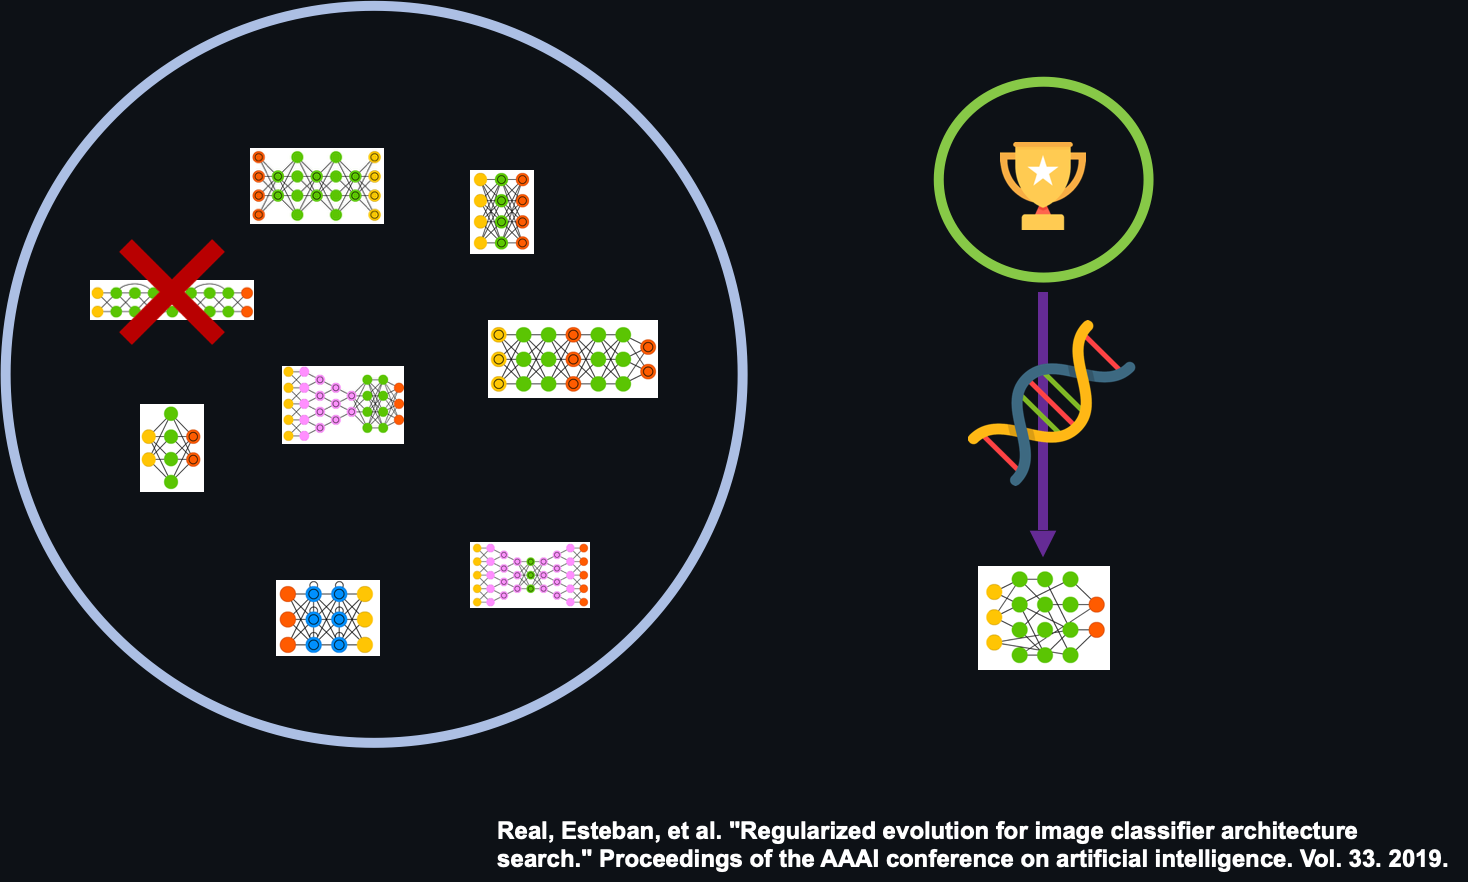 Real, Esteban, et al. "Regularized evolution for image classifier architecture
search." Proceedings of the AAAI conference on artificial intelligence. Vol. 33. 2019.